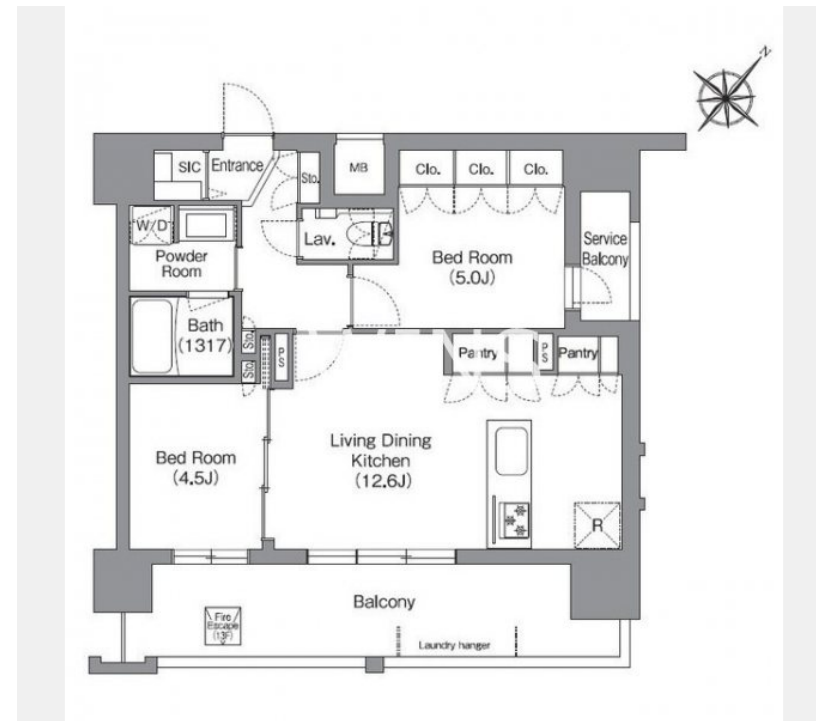 N
SIC
Entrance
Sto.
MB
Clo.
Clo.
Clo.
W/D
Powder
Room
Lav.
Bed Room
(5.0J)
Service
Balcony
Bath
(1317)
Sto.
Sto.
PS
Pantry
PS
Pantry
Bed Room
(4.5J)
Living Dining
Kitchen
(12.6J)
R
Balcony
Fire
Escape
(13F)
Laundry hanger